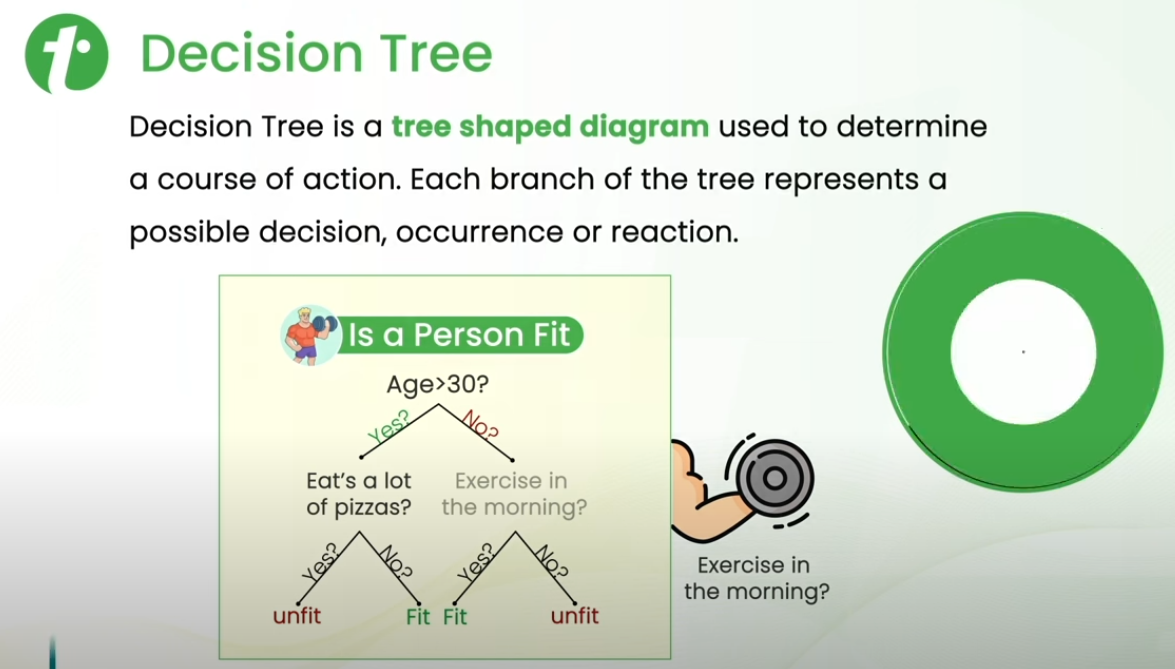 Decision Tree
Decision Tree is a tree shaped diagram used to determine
a course of action. Each branch of the tree represents a
possible decision, occurrence or reaction.
Is a Person Fit
Age>30?
Yes?
No?
Eat's a lot
of pizzas?
Exercise in
the morning?
Yes?
No?
Yes?
No?
unfit
Fit
Fit
unfit
Exercise in
the morning?